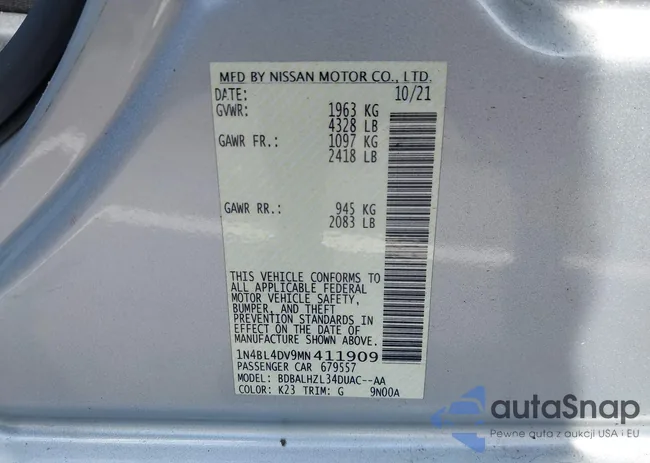 MFD BY NISSAN MOTOR CO., LTD.
DATE: 10/21
GVWR: 1963 KG
4328 LB
GAWR FR.: 1097 KG
2418 LB
GAWR RR.: 945 KG
2083 LB
THIS VEHICLE CONFORMS TO
ALL APPLICABLE FEDERAL
MOTOR VEHICLE SAFETY,
BUMPER, AND THEFT
PREVENTION STANDARDS IN
EFFECT ON THE DATE OF
MANUFACTURE SHOWN ABOVE.
1N4BL4DV9MN411909
PASSENGER CAR 679557
MODEL: BDBALHZL34DUAC--AA
COLOR: K23 TRIM: G 9N00A
autaSnap
Pewne auta z aukcji USA i EU